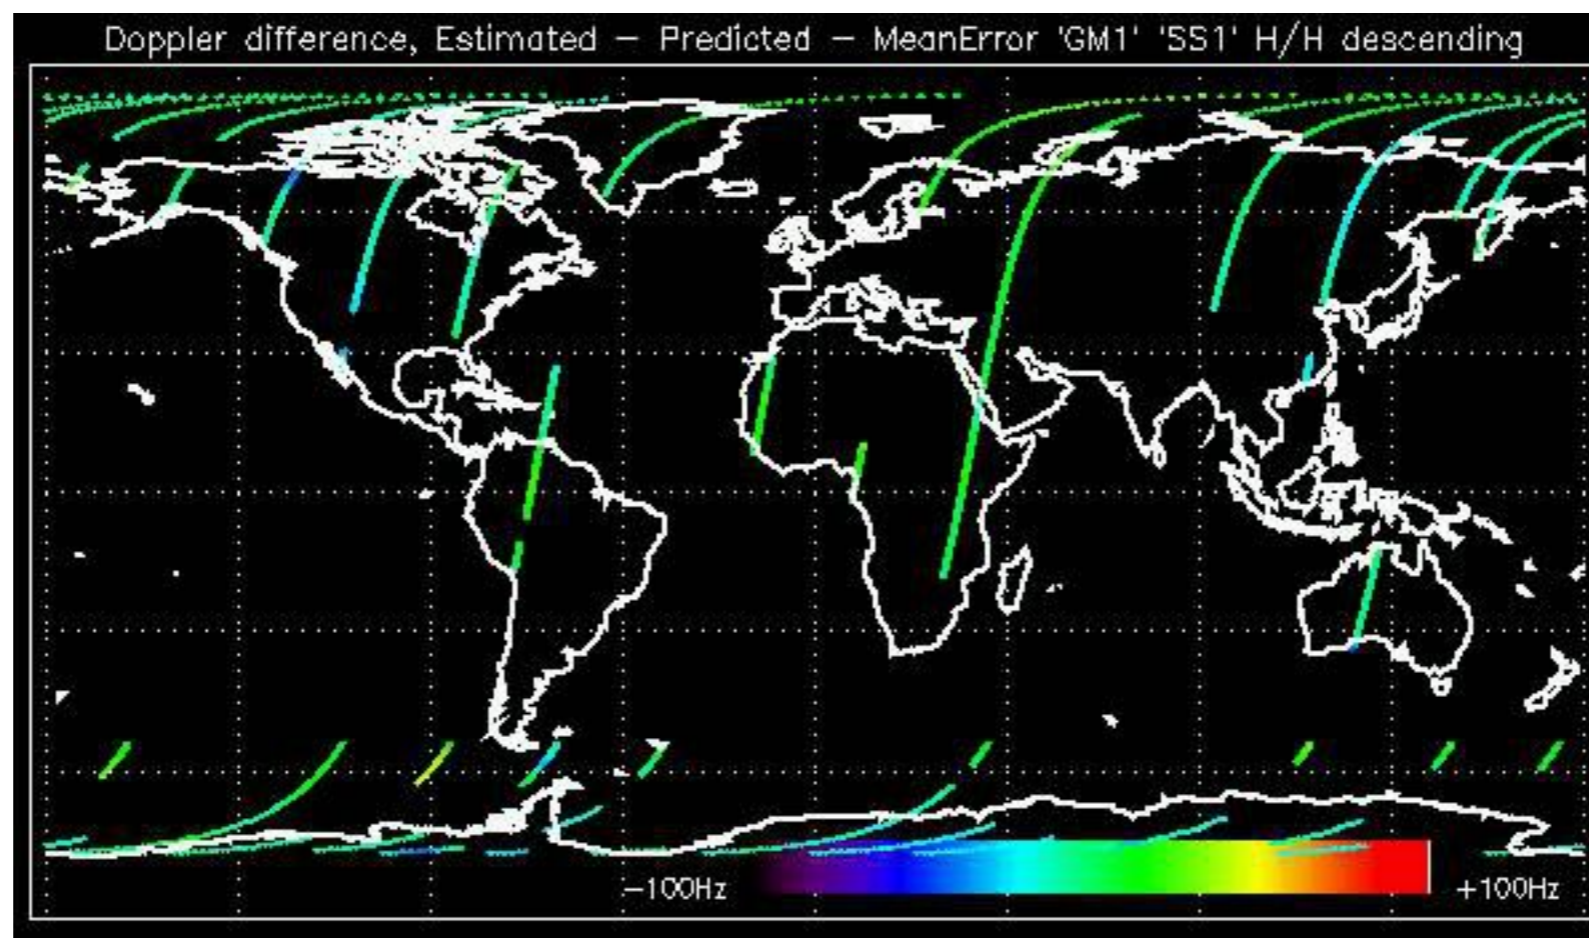 Doppler difference, Estimated − Predicted − MeanError 'GM1' 'SS1' H/H descending
−100Hz +100Hz